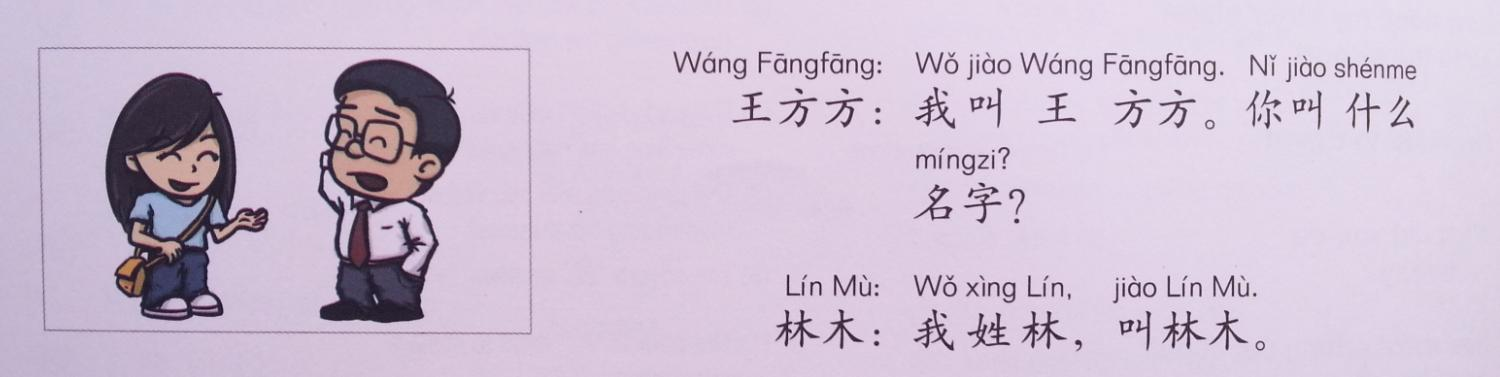 Wáng Fāngfāng: Wǒ jiào Wáng Fāngfāng. Nǐ jiào shénme
王方方：我叫王方方。你叫什么
míngzi?
名字？
Lín Mù: Wǒ xìng Lín, jiào Lín Mù.
林木：我姓林，叫林木。